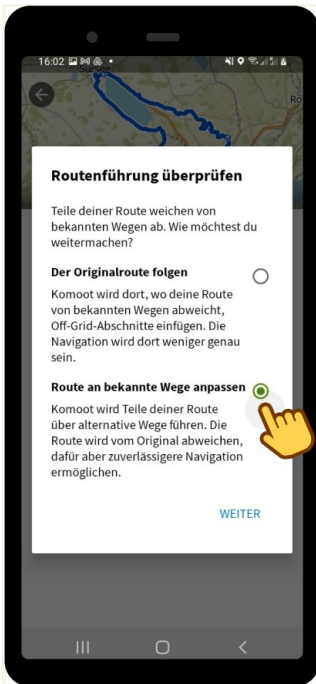 16:02
Sursee
Ro
Routenführung überprüfen
Teile deiner Route weichen von
bekannten Wegen ab. Wie möchtest du
weitermachen?
Der Originalroute folgen
Komoot wird dort, wo deine Route
von bekannten Wegen abweicht,
Off-Grid-Abschnitte einfügen. Die
Navigation wird dort weniger genau
sein.
Route an bekannte Wege anpassen
Komoot wird Teile deiner Route
über alternative Wege führen. Die
Route wird vom Original abweichen,
dafür aber zuverlässigere Navigation
ermöglichen.
WEITER